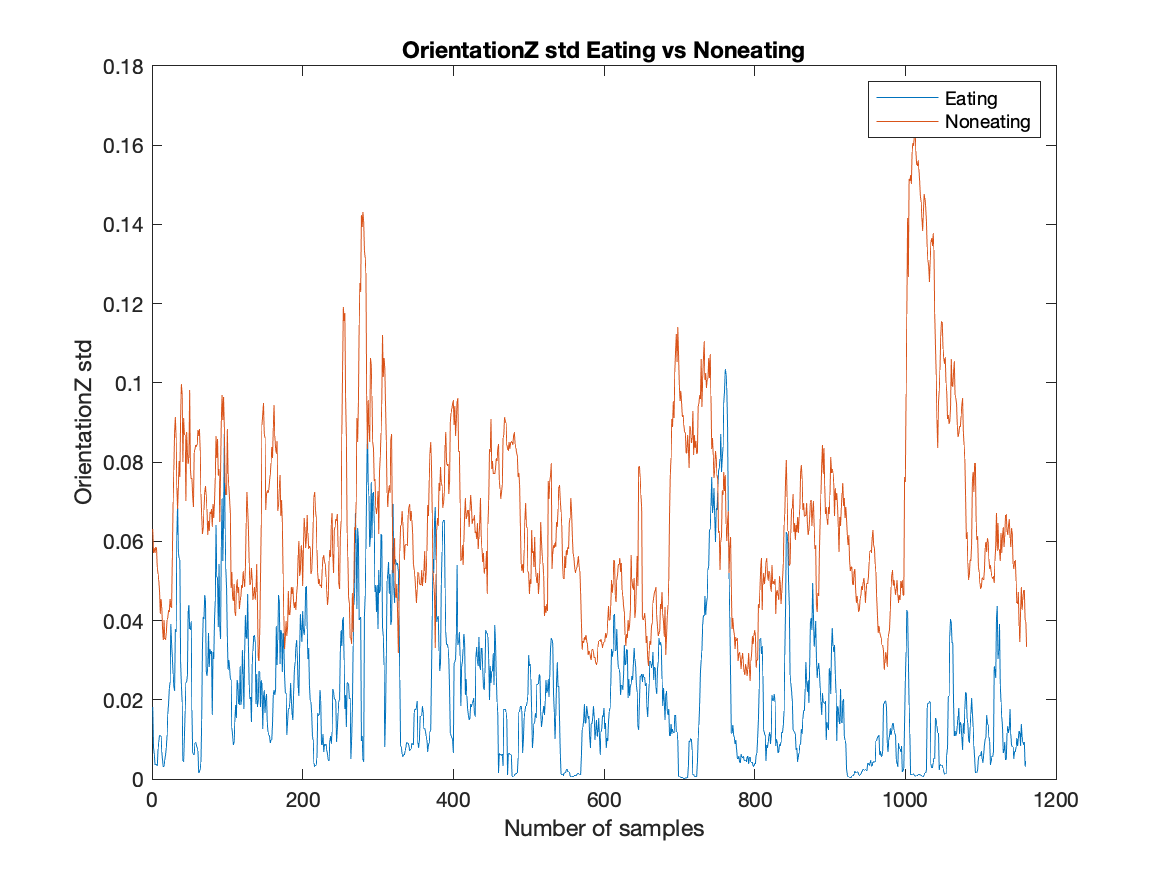 OrientationZ std Eating vs Noneating
0.18
0.16
0.14
0.12
0.1
0.08
0.06
0.04
0.02
0
OrientationZ std
Eating
Noneating
0 200 400 600 800 1000 1200
Number of samples